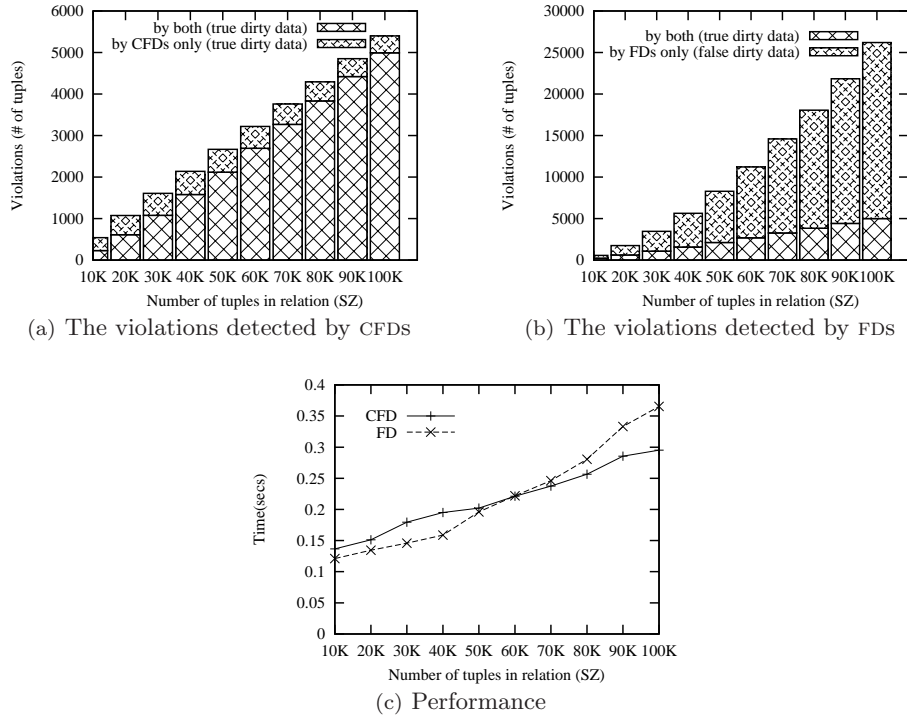 6000
5000
4000
3000
2000
1000
0
Violations (# of tuples)
by both (true dirty data)
by CFDs only (true dirty data)
10K 20K 30K 40K 50K 60K 70K 80K 90K 100K
Number of tuples in relation (SZ)
(a) The violations detected by CFDs
30000
25000
20000
15000
10000
5000
0
Violations (# of tuples)
by both (true dirty data)
by FDs only (false dirty data)
10K 20K 30K 40K 50K 60K 70K 80K 90K 100K
Number of tuples in relation (SZ)
(b) The violations detected by FDs
0.4
0.35
0.3
0.25
0.2
0.15
0.1
0.05
0
Time(secs)
CFD
FD
10K 20K 30K 40K 50K 60K 70K 80K 90K 100K
Number of tuples in relation (SZ)
(c) Performance